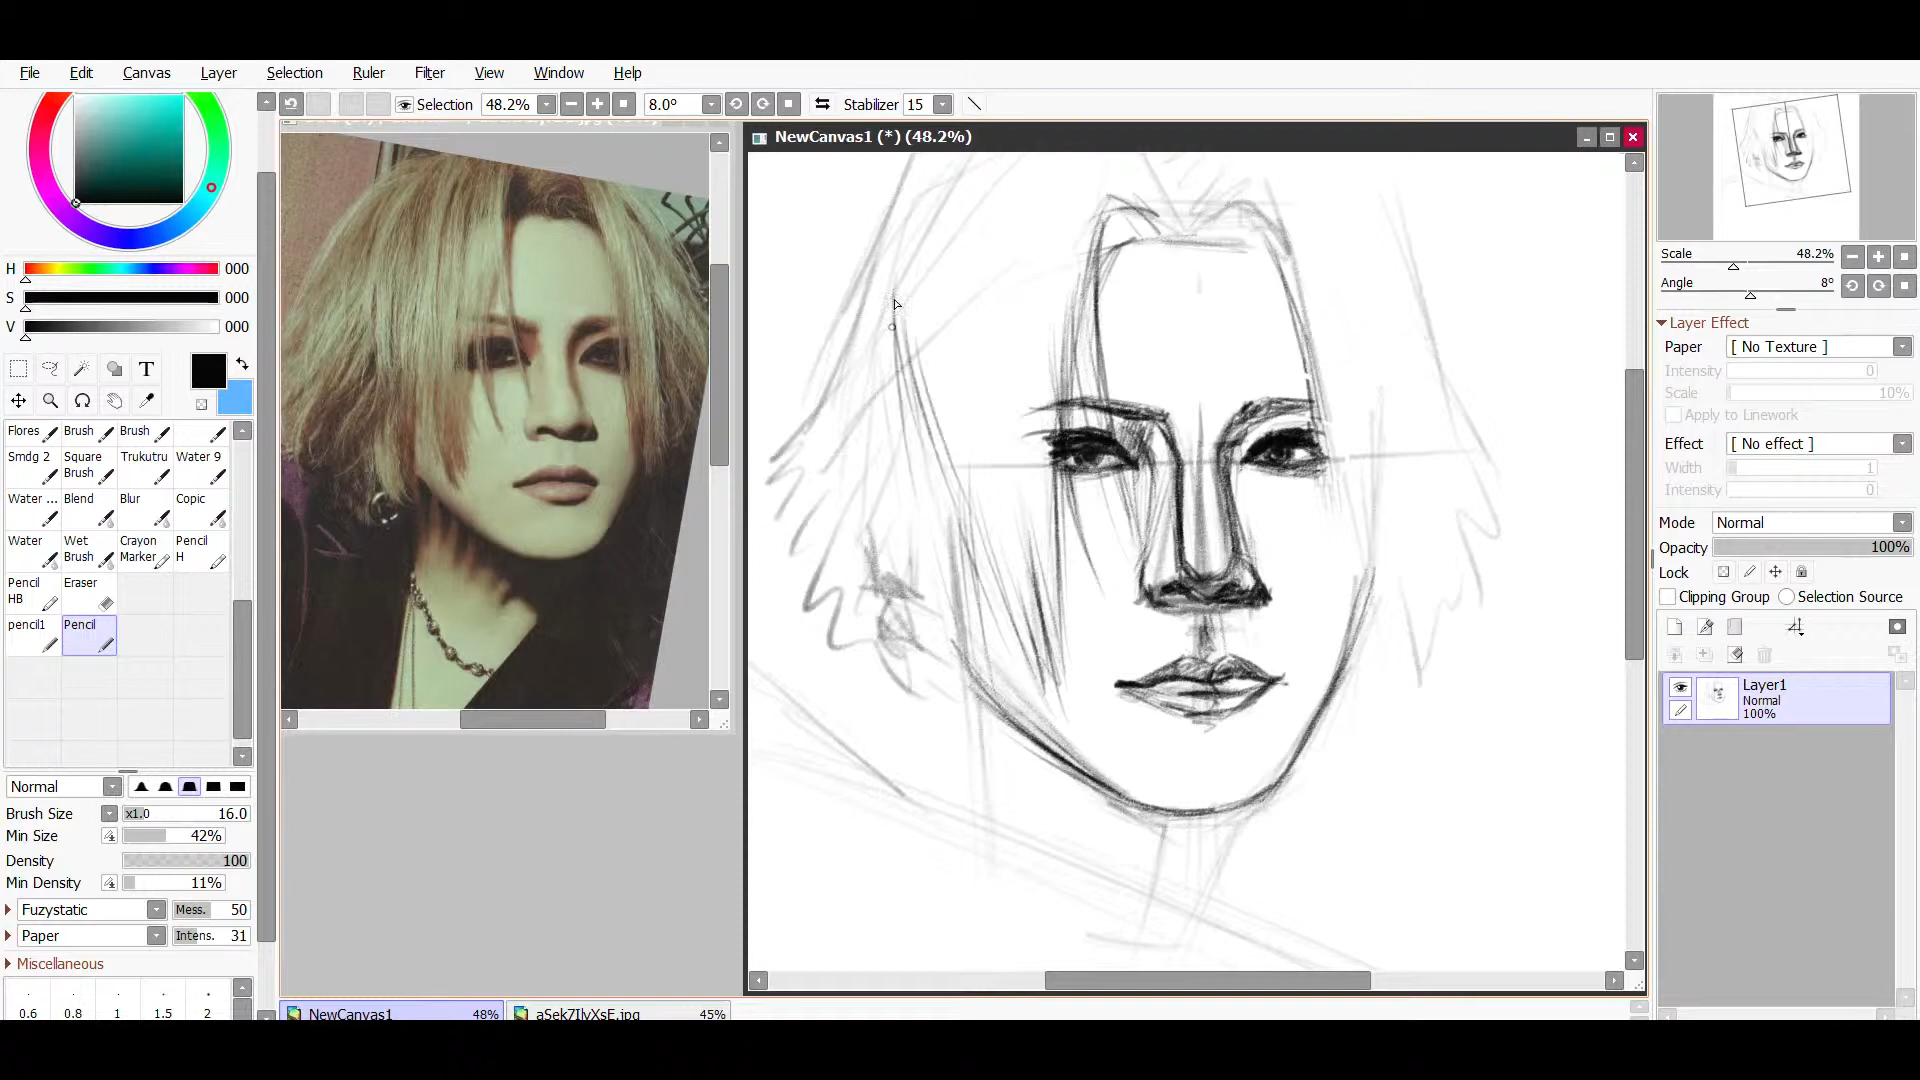 File Edit Canvas Layer Selection Ruler Filter View Window Help
Selection 48.2% 8.0° Stabilizer 15
NewCanvas1 (*) (48.2%)
H 000
S 000
V 000
T
Flores Brush Brush
Smdg 2 Square Brush Trukutru Water 9
Water ... Blend Blur Copic
Water Wet Brush Crayon Marker Pencil H
Pencil HB Eraser
pencil1 Pencil
Normal
Brush Size x1.0 16.0
Min Size 42%
Density 100
Min Density 11%
Fuzystatic Mess. 50
Paper Intens. 31
Miscellaneous
0.6 0.8 1 1.5 2
NewCanvas1 48% aSek7IlyXsE.jpg 45%
Scale 48.2%
Angle 8°
Layer Effect
Paper [ No Texture ]
Intensity 0
Scale 10%
Apply to Linework
Effect [ No effect ]
Width 1
Intensity 0
Mode Normal
Opacity 100%
Lock
Clipping Group Selection Source
Layer1
Normal
100%